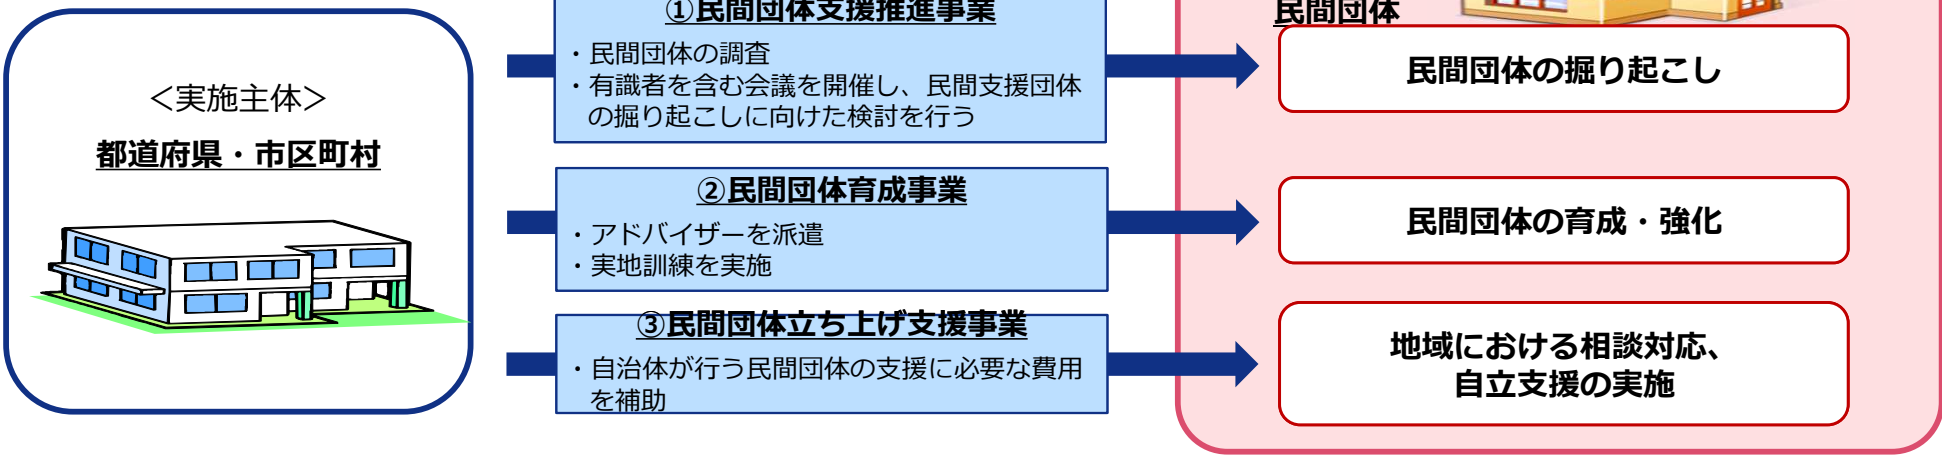 ＜実施主体＞
都道府県・市区町村
①民間団体支援推進事業
・民間団体の調査
・有識者を含む会議を開催し、民間支援団体
の掘り起こしに向けた検討を行う
②民間団体育成事業
・アドバイザーを派遣
・実地訓練を実施
③民間団体立ち上げ支援事業
・自治体が行う民間団体の支援に必要な費用
を補助
民間団体
民間団体の掘り起こし
民間団体の育成・強化
地域における相談対応、
自立支援の実施